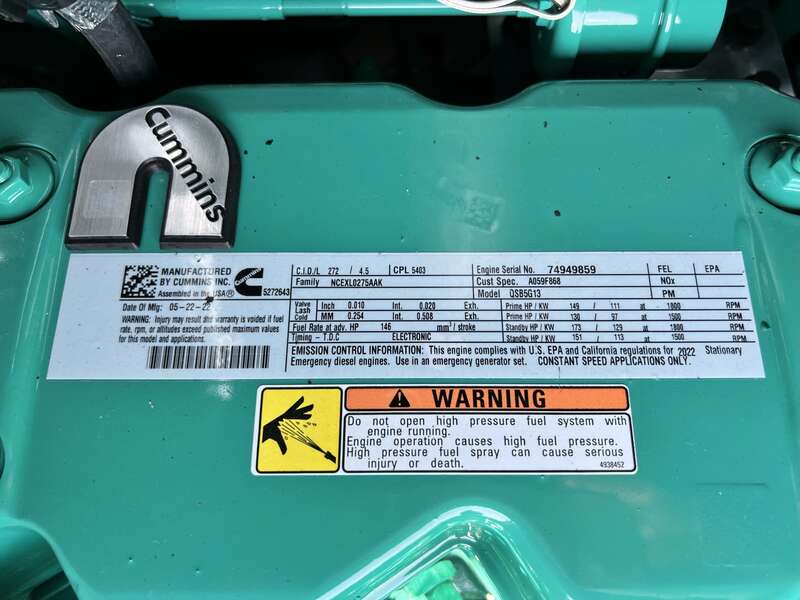 Cummins
MANUFACTURED
BY CUMMINS INC.
Assembled in the USA®
Cummins
5272643
Date Of Mfg: 05-22-22
WARNING: Injury may result and warranty is voided if fuel
rate, rpm, or altitudes exceed published maximum values
for this model and applications.
C.I.D./L 272 / 4.5 CPL 5403 Engine Serial No. 74949859 FEL EPA
Family NCEXL0275AAK Cust Spec. A059F868 NOx
Model QSB5G13 PM
Valve Lash Cold Inch 0.010 Int. 0.020 Exh. Prime HP / KW 149 / 111 at 1800 RPM
MM 0.254 Int. 0.508 Exh. Prime HP / KW 130 / 97 at 1500 RPM
Fuel Rate at adv. HP 146 mm³/ stroke Standby HP / KW 173 / 129 at 1800 RPM
Timing - T.D.C ELECTRONIC Standby HP / KW 151 / 113 at 1500 RPM
EMISSION CONTROL INFORMATION: This engine complies with U.S. EPA and California regulations for 2022 Stationary
Emergency diesel engines. Use in an emergency generator set. CONSTANT SPEED APPLICATIONS ONLY.
WARNING
Do not open high pressure fuel system with
engine running.
Engine operation causes high fuel pressure.
High pressure fuel spray can cause serious
injury or death.
4938452